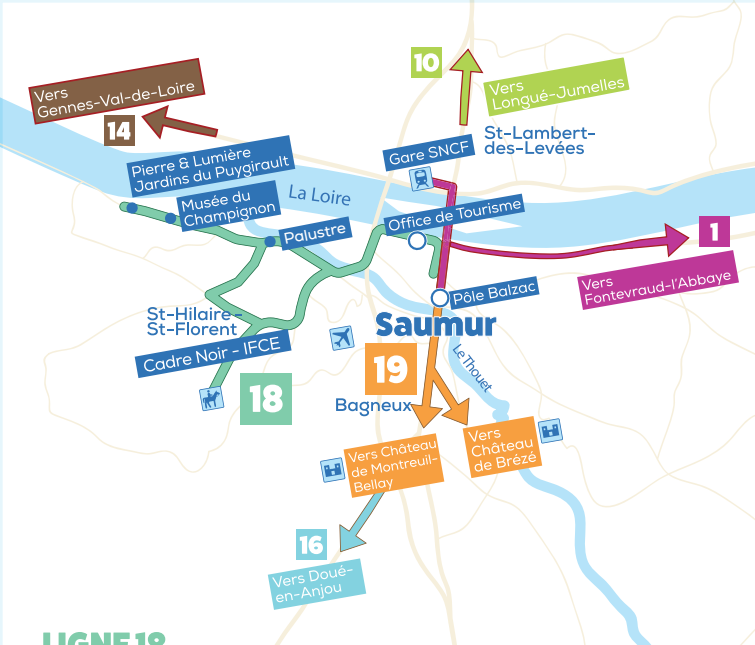 10
Vers
Longué-Jumelles
Vers
Gennes-Val-de-Loire
14
St-Lambert-
des-Levées
Gare SNCF
Pierre & Lumière
Jardins du Puygirault
Musée du
Champignon
La Loire
Palustre
Office de Tourisme
1
Vers
Fontevraud-l'Abbaye
Pôle Balzac
St-Hilaire-
St-Florent
Saumur
Cadre Noir - IFCE
Le Thouet
19
18
Bagneux
Vers Château
de Montreuil-
Bellay
Vers
Château
de Brézé
16
Vers Doué-
en-Anjou
LIGNE 18